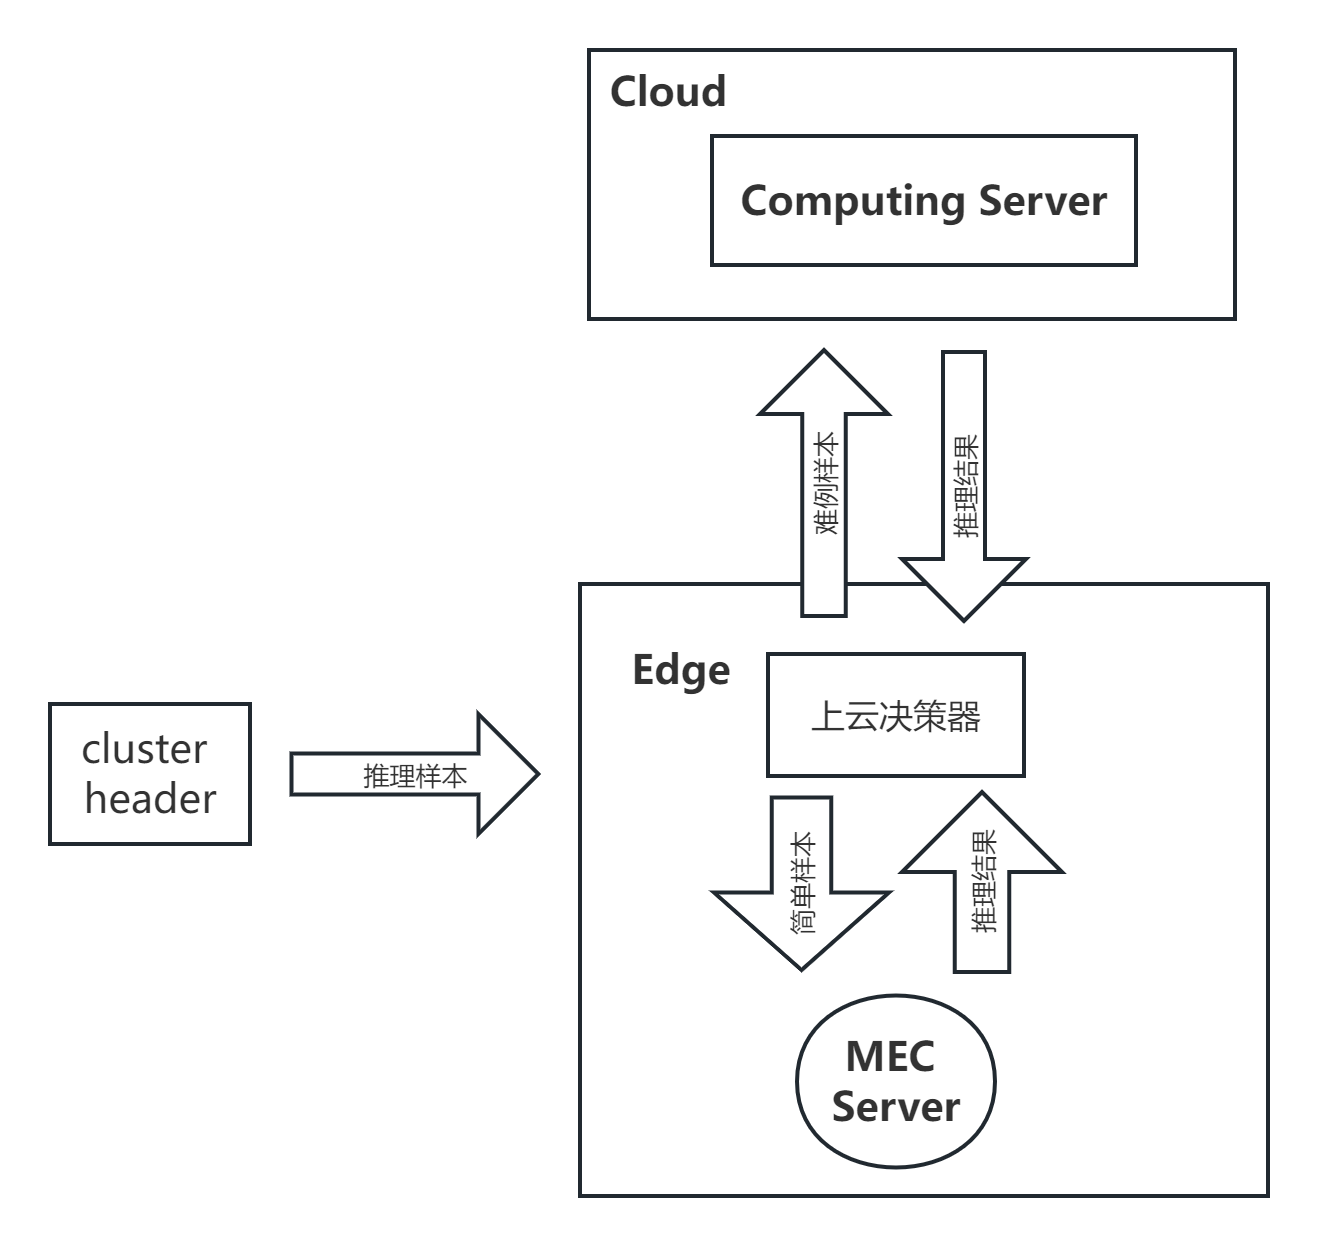 Cloud
Computing Server
难例样本
推理结果
Edge
上云决策器
cluster
header
推理样本
简单样本
推理结果
MEC
Server